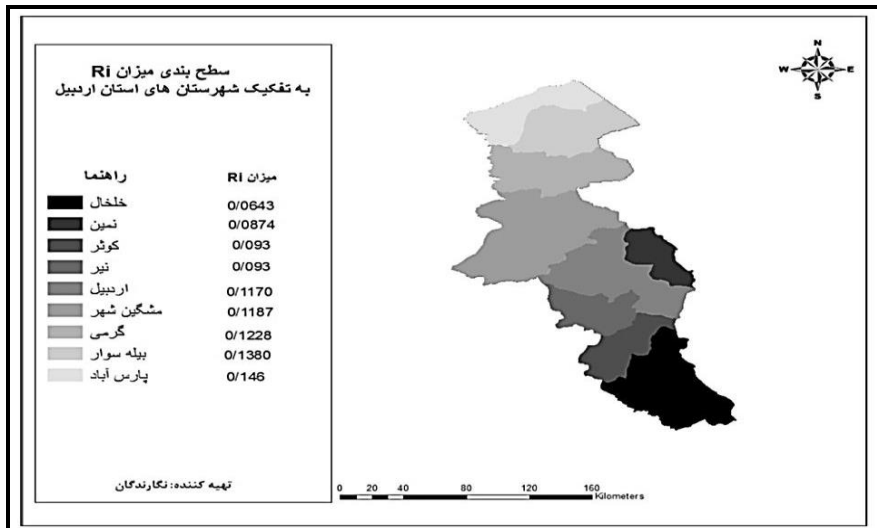 سطح بندی میزان Ri
به تفکیک شهرستان های استان اردبیل
راهنما میزان Ri
خلخال 0/0643
نمین 0/0874
کوثر 0/093
نیر 0/093
اردبیل 0/1170
مشگین شهر 0/1187
گرمی 0/1228
بیله سوار 0/1380
پارس آباد 0/146
تهیه کننده: نگارندگان
N
W E
S
0 20 40 80 120 160
Kilometers